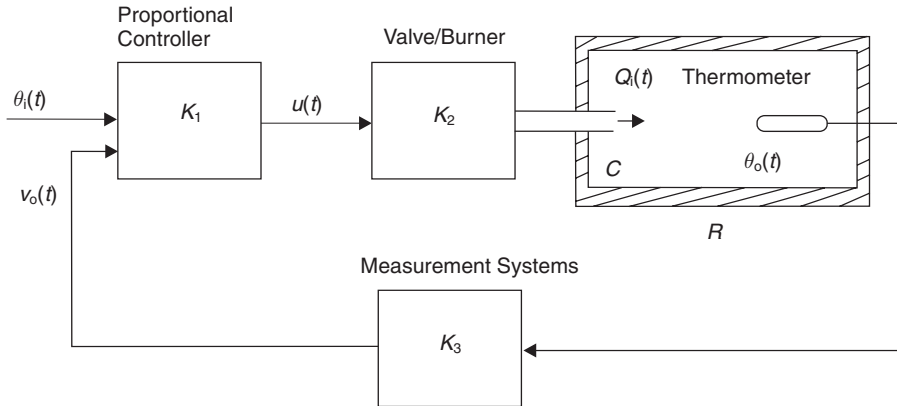 Proportional
Controller
Valve/Burner
θi(t)
K1
u(t)
K2
Qi(t)
Thermometer
θo(t)
C
vo(t)
R
Measurement Systems
K3